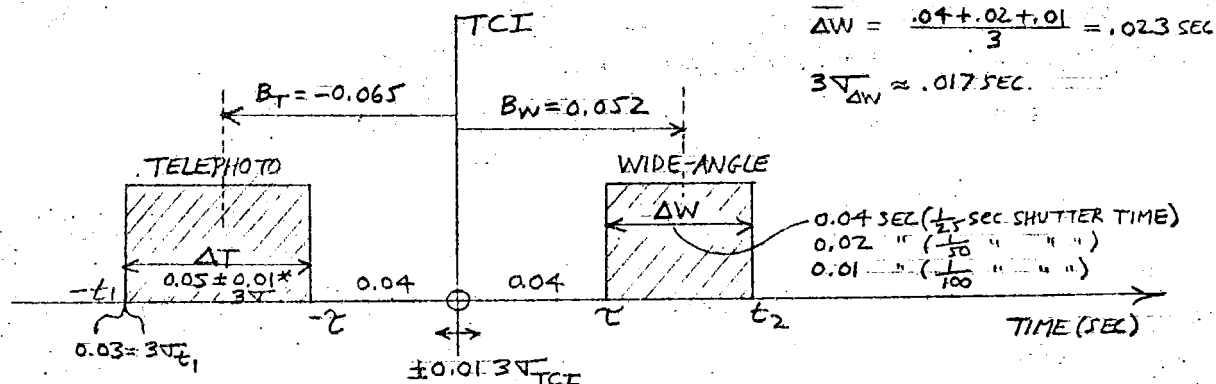 TCI
ΔW = .04 + .02 + .01 / 3 = .023 SEC
3σΔW ≈ .017 SEC.
B_T = -0.065
B_W = 0.052
TELEPHOTO
WIDE-ANGLE
ΔT
0.05 ± 0.01*
3σ
ΔW
0.04 SEC (1/25 SEC SHUTTER TIME)
0.02 " (1/50 " " ")
0.01 " (1/100 " " ")
-t₁
-τ
0.04
0.04
τ
t₂
TIME (SEC)
0.03 = 3σt₁
±0.01 3σTCI